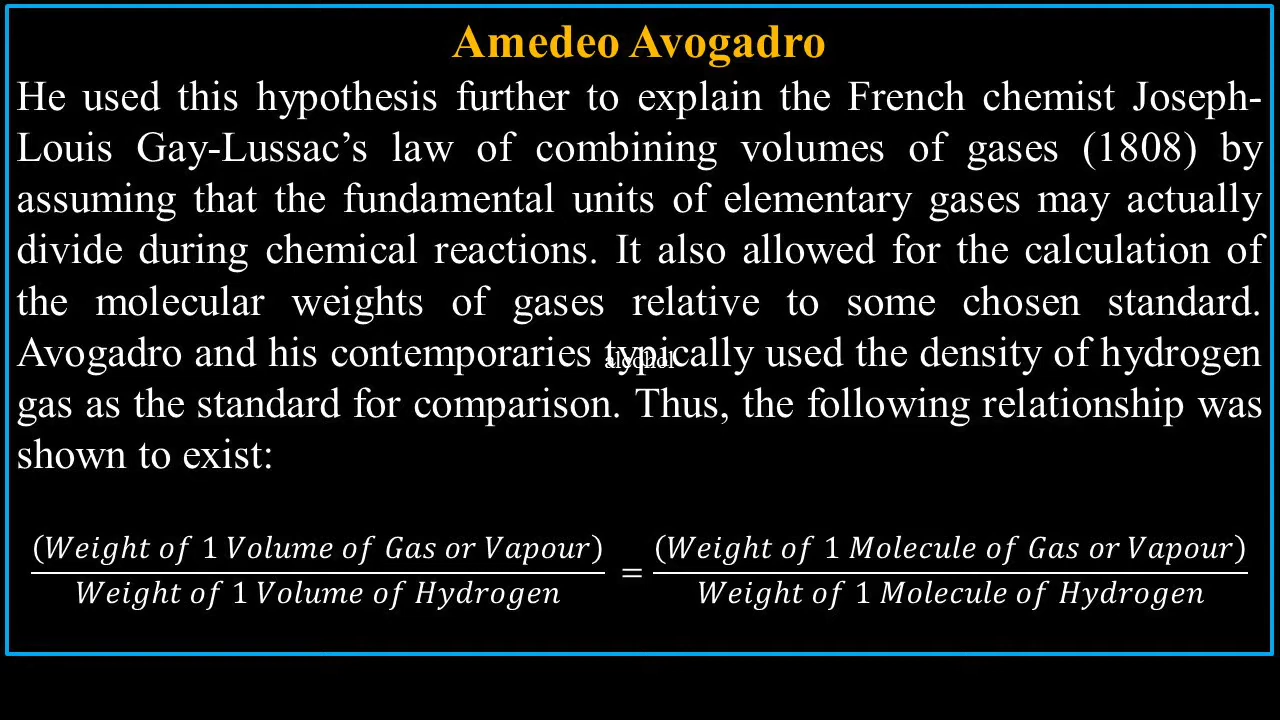 Amedeo Avogadro
He used this hypothesis further to explain the French chemist Joseph-
Louis Gay-Lussac’s law of combining volumes of gases (1808) by
assuming that the fundamental units of elementary gases may actually
divide during chemical reactions. It also allowed for the calculation of
the molecular weights of gases relative to some chosen standard.
Avogadro and his contemporaries typically used the density of hydrogen
alcohol
gas as the standard for comparison. Thus, the following relationship was
shown to exist:
(Weight of 1 Volume of Gas or Vapour) / Weight of 1 Volume of Hydrogen = (Weight of 1 Molecule of Gas or Vapour) / Weight of 1 Molecule of Hydrogen